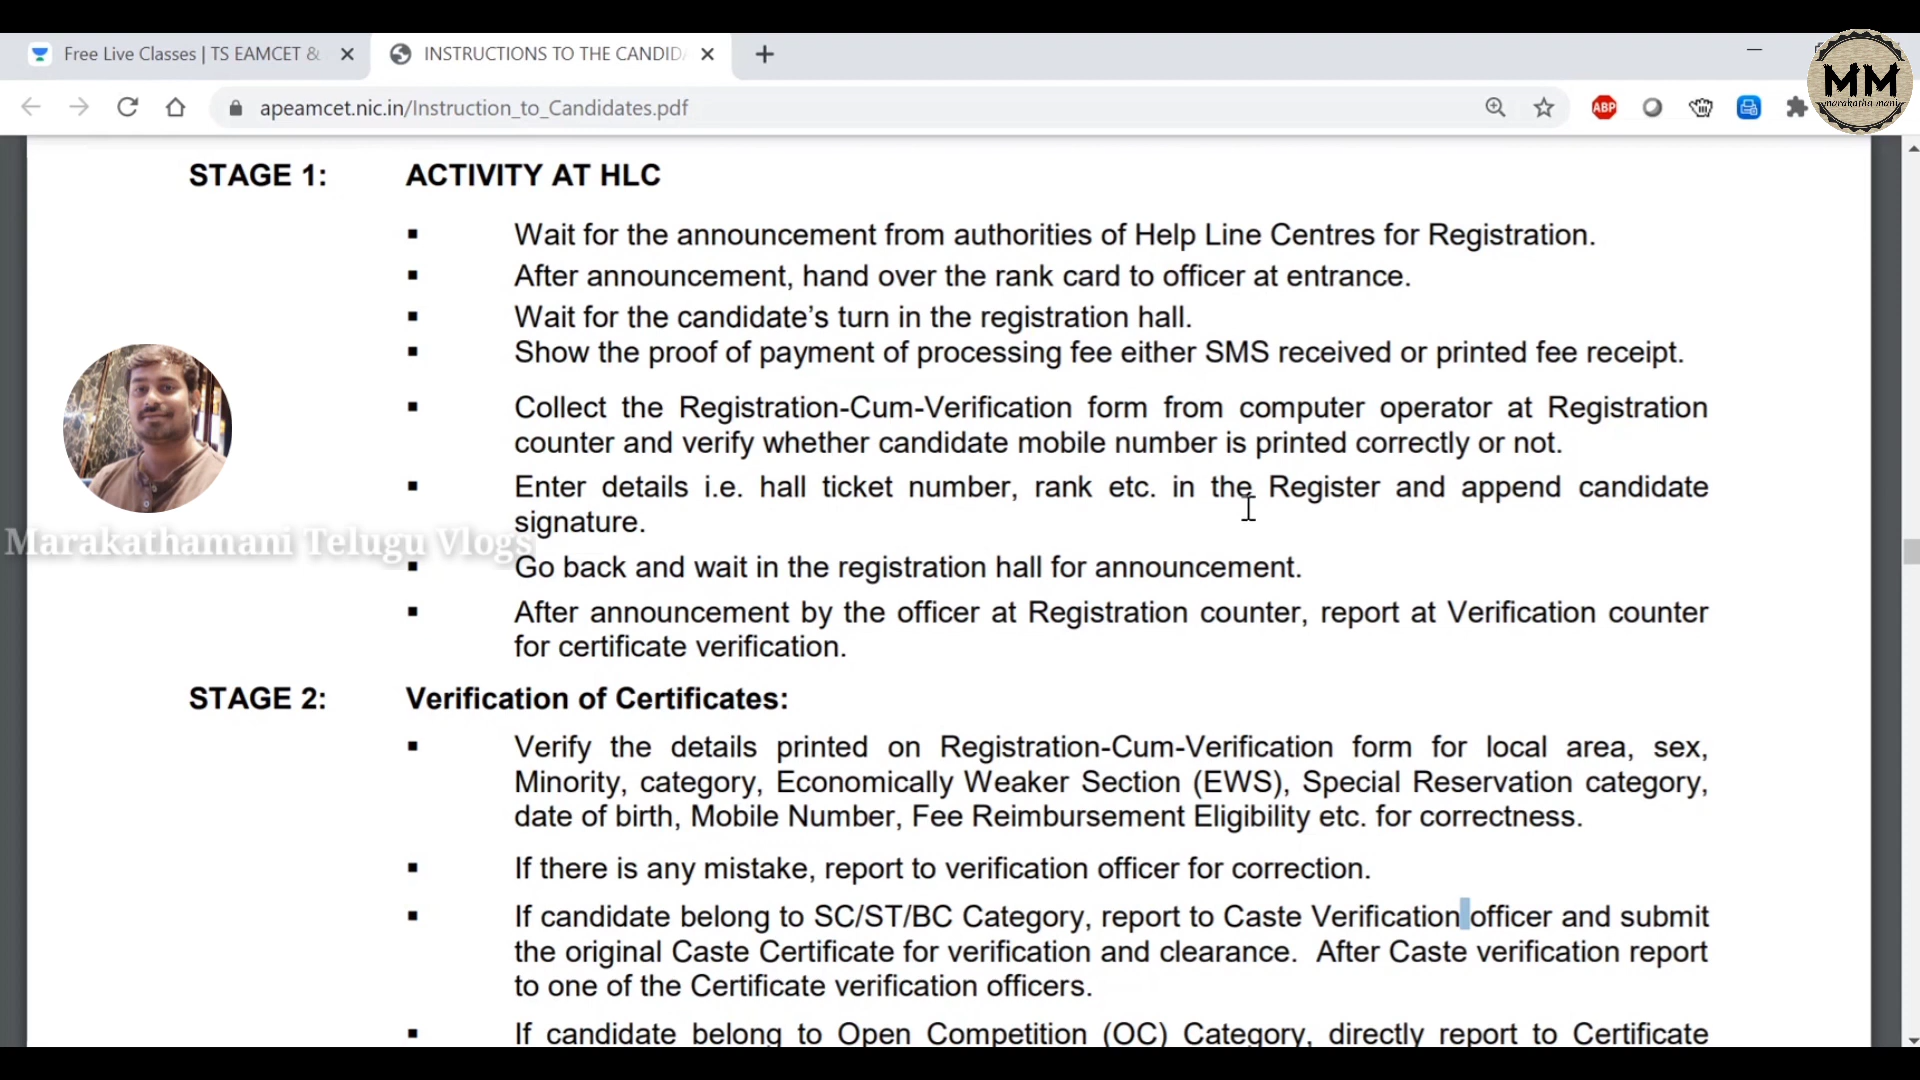 Free Live Classes | TS EAMCET &
INSTRUCTIONS TO THE CANDID
apeamcet.nic.in/Instruction_to_Candidates.pdf
ABP
MM
marakatha mani
STAGE 1: ACTIVITY AT HLC
▪ Wait for the announcement from authorities of Help Line Centres for Registration.
▪ After announcement, hand over the rank card to officer at entrance.
▪ Wait for the candidate’s turn in the registration hall.
▪ Show the proof of payment of processing fee either SMS received or printed fee receipt.
▪ Collect the Registration-Cum-Verification form from computer operator at Registration
counter and verify whether candidate mobile number is printed correctly or not.
▪ Enter details i.e. hall ticket number, rank etc. in the Register and append candidate
signature.
Marakathamani Telugu Vlogs
▪ Go back and wait in the registration hall for announcement.
▪ After announcement by the officer at Registration counter, report at Verification counter
for certificate verification.
STAGE 2: Verification of Certificates:
▪ Verify the details printed on Registration-Cum-Verification form for local area, sex,
Minority, category, Economically Weaker Section (EWS), Special Reservation category,
date of birth, Mobile Number, Fee Reimbursement Eligibility etc. for correctness.
▪ If there is any mistake, report to verification officer for correction.
▪ If candidate belong to SC/ST/BC Category, report to Caste Verification officer and submit
the original Caste Certificate for verification and clearance. After Caste verification report
to one of the Certificate verification officers.
▪ If candidate belong to Open Competition (OC) Category, directly report to Certificate